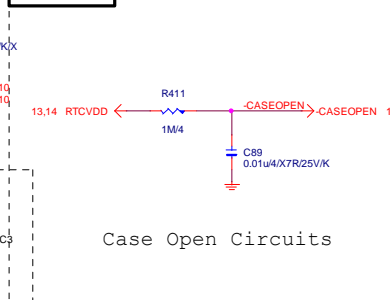 K/X
10
10
R411
13,14 RTCVDD
-CASEOPEN
-CASEOPEN 1
1M/4
C89
0.01u/4/X7R/25V/K
C3
Case Open Circuits